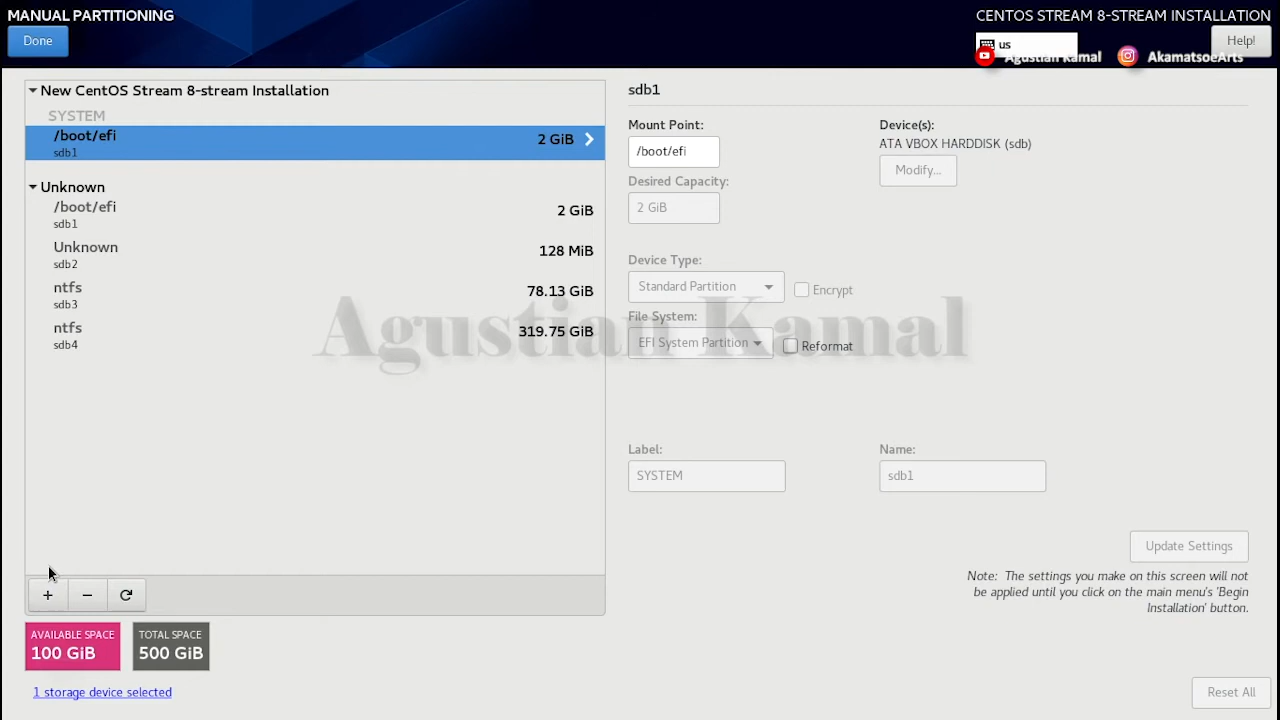 MANUAL PARTITIONING
CENTOS STREAM 8-STREAM INSTALLATION
Done
us
Help!
Agustian Kamal
AkamatsoeArts
New CentOS Stream 8-stream Installation
SYSTEM
/boot/efi
2 GiB
sdb1
Unknown
/boot/efi
2 GiB
sdb1
Unknown
128 MiB
sdb2
ntfs
78.13 GiB
sdb3
ntfs
319.75 GiB
sdb4
sdb1
Mount Point:
/boot/efi
Device(s):
ATA VBOX HARDDISK (sdb)
Modify...
Desired Capacity:
2 GiB
Device Type:
Standard Partition
Encrypt
File System:
EFI System Partition
Reformat
Agustian Kamal
Label:
SYSTEM
Name:
sdb1
Update Settings
Note: The settings you make on this screen will not
be applied until you click on the main menu's 'Begin
Installation' button.
+
-
AVAILABLE SPACE
100 GiB
TOTAL SPACE
500 GiB
1 storage device selected
Reset All